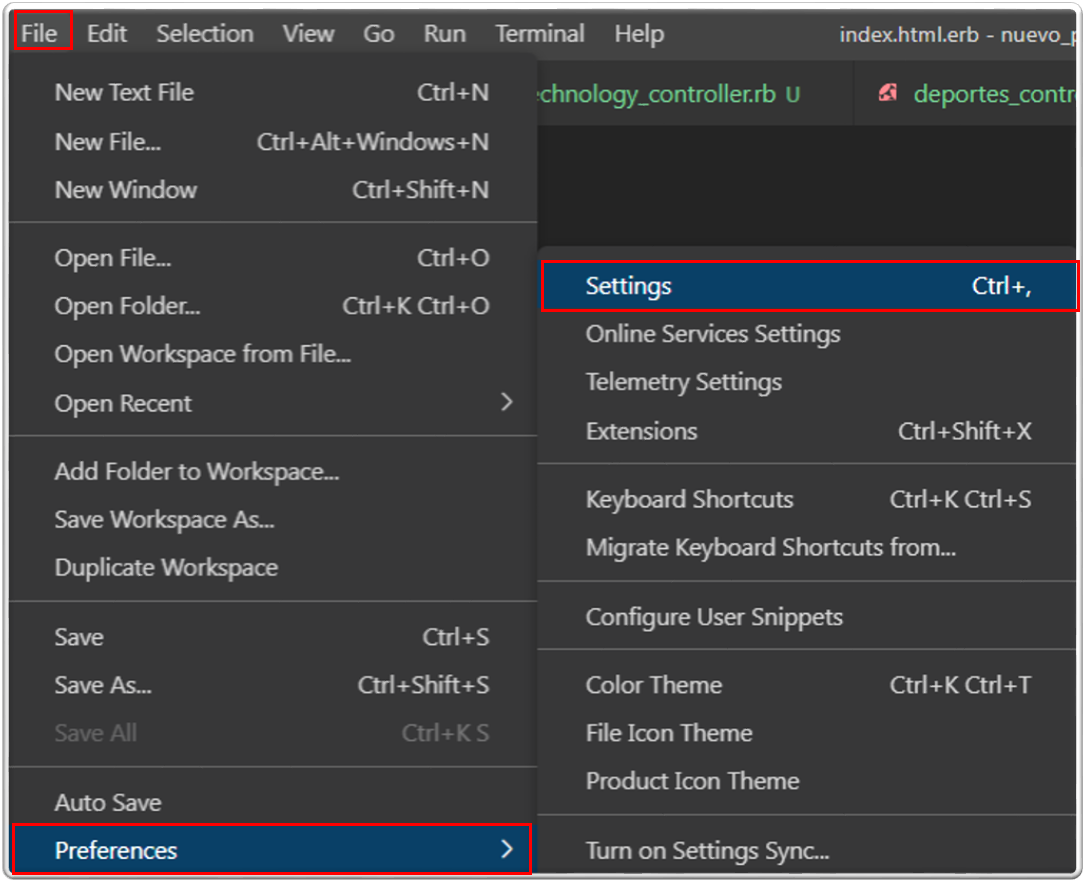 File Edit Selection View Go Run Terminal Help index.html.erb - nuevo_p
echnology_controller.rb U deportes_contr
New Text File Ctrl+N
New File... Ctrl+Alt+Windows+N
New Window Ctrl+Shift+N
Open File... Ctrl+O
Open Folder... Ctrl+K Ctrl+O
Open Workspace from File...
Open Recent
Add Folder to Workspace...
Save Workspace As...
Duplicate Workspace
Save Ctrl+S
Save As... Ctrl+Shift+S
Save All Ctrl+K S
Auto Save
Preferences
Settings Ctrl+,
Online Services Settings
Telemetry Settings
Extensions Ctrl+Shift+X
Keyboard Shortcuts Ctrl+K Ctrl+S
Migrate Keyboard Shortcuts from...
Configure User Snippets
Color Theme Ctrl+K Ctrl+T
File Icon Theme
Product Icon Theme
Turn on Settings Sync...